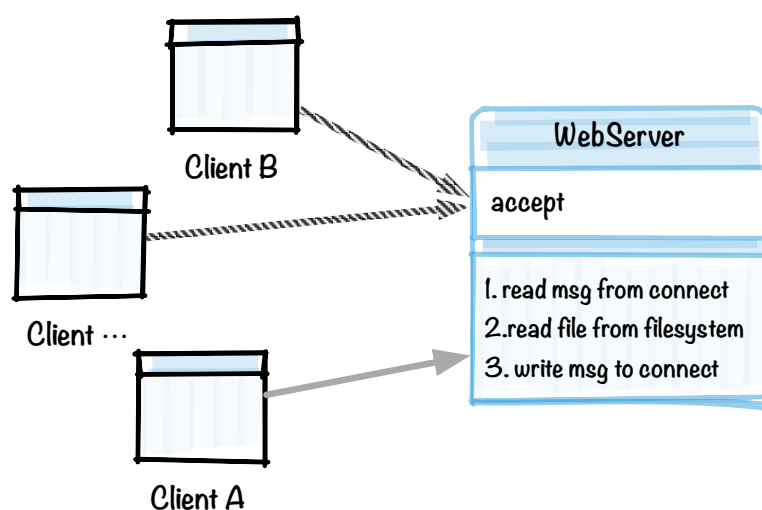 Client B
WebServer
accept
Client ...
1. read msg from connect
2.read file from filesystem
3. write msg to connect
Client A